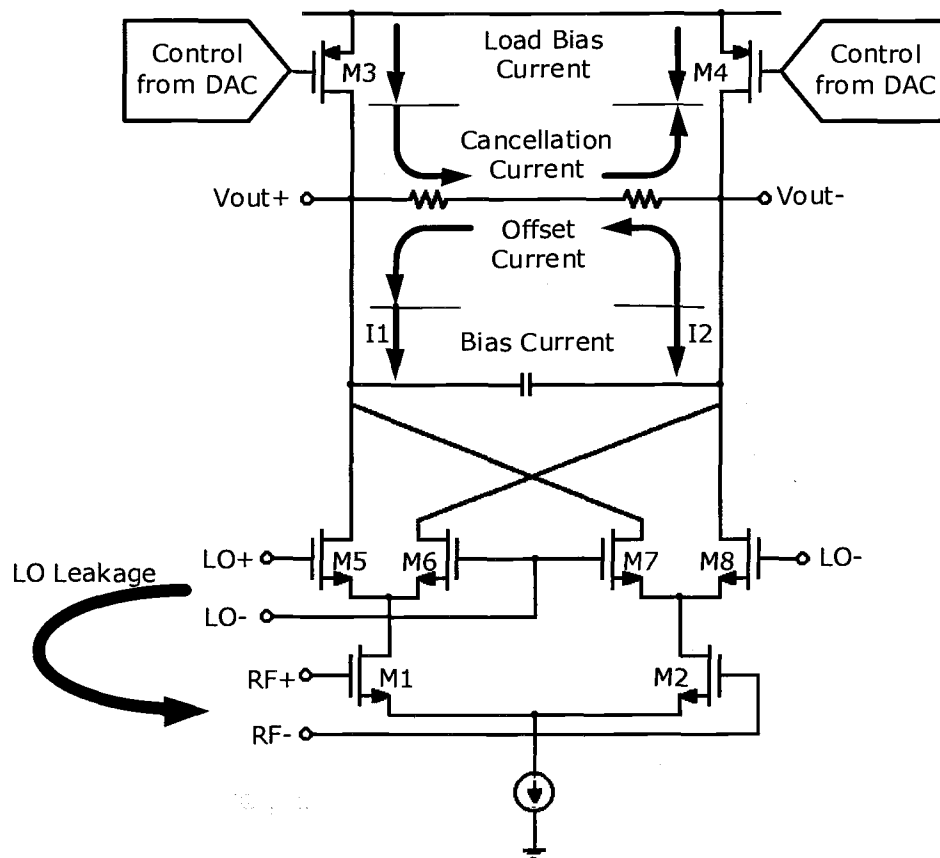 Control
from DAC
M3
Load Bias
Current
M4
Control
from DAC
Cancellation
Current
Vout+
Vout-
Offset
Current
I1
Bias Current
I2
LO+
M5
M6
M7
M8
LO-
LO Leakage
LO-
RF+
M1
M2
RF-